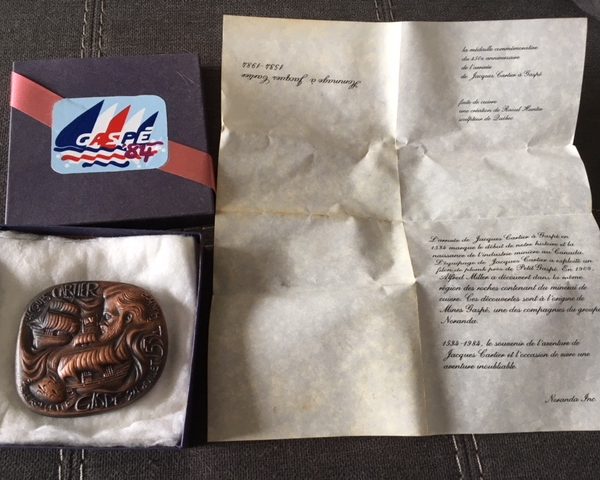 GASPÉ
84
Hommage à Jacques Cartier
1534-1984
la médaille commémorative
du 450e anniversaire
de l'arrivée
de Jacques Cartier à Gaspé
faite de cuivre
une création de Raoul Hunter
sculpteur de Québec
L'arrivée de Jacques Cartier à Gaspé en
1534 marque le début de notre histoire et la
naissance de l'industrie minière au Canada.
L'équipage de Jacques Cartier a exploité un
filon de plomb près de Petit Gaspé. En 1909,
Alfred Miller a découvert dans la même
région des roches contenant du minerai de
cuivre. Ces découvertes sont à l'origine de
Mines Gaspé, une des compagnies du groupe
Noranda.
1534-1984, le souvenir de l'aventure de
Jacques Cartier et l'occasion de vivre une
aventure inoubliable.
Noranda Inc.
JACQUES CARTIER
GASPÉ